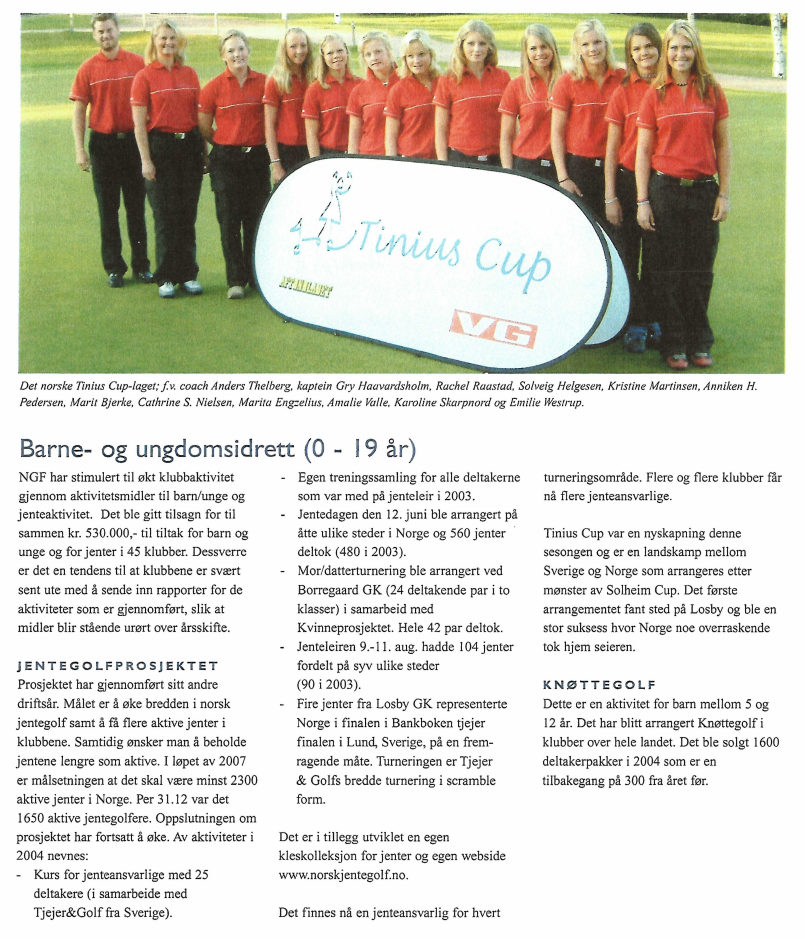 Tinius Cup
AFTENBLADET
VG
Det norske Tinius Cup-laget; f.v. coach Anders Thelberg, kaptein Gry Haavardsholm, Rachel Raastad, Solveig Helgesen, Kristine Martinsen, Anniken H.
Pedersen, Marit Bjerke, Cathrine S. Nielsen, Marita Engzelius, Amalie Valle, Karoline Skarpnord og Emilie Westrup.
Barne- og ungdomsidrett (0 - 19 år)
NGF har stimulert til økt klubbaktivitet
gjennom aktivitetsmidler til barn/unge og
jenteaktivitet. Det ble gitt tilsagn for til
sammen kr. 530.000,- til tiltak for barn og
unge og for jenter i 45 klubber. Dessverre
er det en tendens til at klubbene er svært
sent ute med å sende inn rapporter for de
aktiviteter som er gjennomført, slik at
midler blir stående urørt over årsskifte.
JENTEGOLFPROSJEKTET
Prosjektet har gjennomført sitt andre
driftsår. Målet er å øke bredden i norsk
jentegolf samt å få flere aktive jenter i
klubbene. Samtidig ønsker man å beholde
jentene lengre som aktive. I løpet av 2007
er målsetningen at det skal være minst 2300
aktive jenter i Norge. Per 31.12 var det
1650 aktive jentegolfere. Oppslutningen om
prosjektet har fortsatt å øke. Av aktiviteter i
2004 nevnes:
- Kurs for jenteansvarlige med 25
deltakere (i samarbeide med
Tjejer&Golf fra Sverige).
- Egen treningssamling for alle deltakerne
som var med på jenteleir i 2003.
- Jentedagen den 12. juni ble arrangert på
åtte ulike steder i Norge og 560 jenter
deltok (480 i 2003).
- Mor/datterturnering ble arrangert ved
Borregaard GK (24 deltakende par i to
klasser) i samarbeid med
Kvinneprosjektet. Hele 42 par deltok.
- Jenteleiren 9.-11. aug. hadde 104 jenter
fordelt på syv ulike steder
(90 i 2003).
- Fire jenter fra Losby GK representerte
Norge i finalen i Bankboken tjejer
finalen i Lund, Sverige, på en frem-
ragende måte. Turneringen er Tjejer
& Golfs bredde turnering i scramble
form.
Det er i tillegg utviklet en egen
kleskolleksjon for jenter og egen webside
www.norskjentegolf.no.
Det finnes nå en jenteansvarlig for hvert
turneringsområde. Flere og flere klubber får
nå flere jenteansvarlige.
Tinius Cup var en nyskapning denne
sesongen og er en landskamp mellom
Sverige og Norge som arrangeres etter
mønster av Solheim Cup. Det første
arrangementet fant sted på Losby og ble en
stor suksess hvor Norge noe overraskende
tok hjem seieren.
KNØTTEGOLF
Dette er en aktivitet for barn mellom 5 og
12 år. Det har blitt arrangert Knøttegolf i
klubber over hele landet. Det ble solgt 1600
deltakerpakker i 2004 som er en
tilbakegang på 300 fra året før.